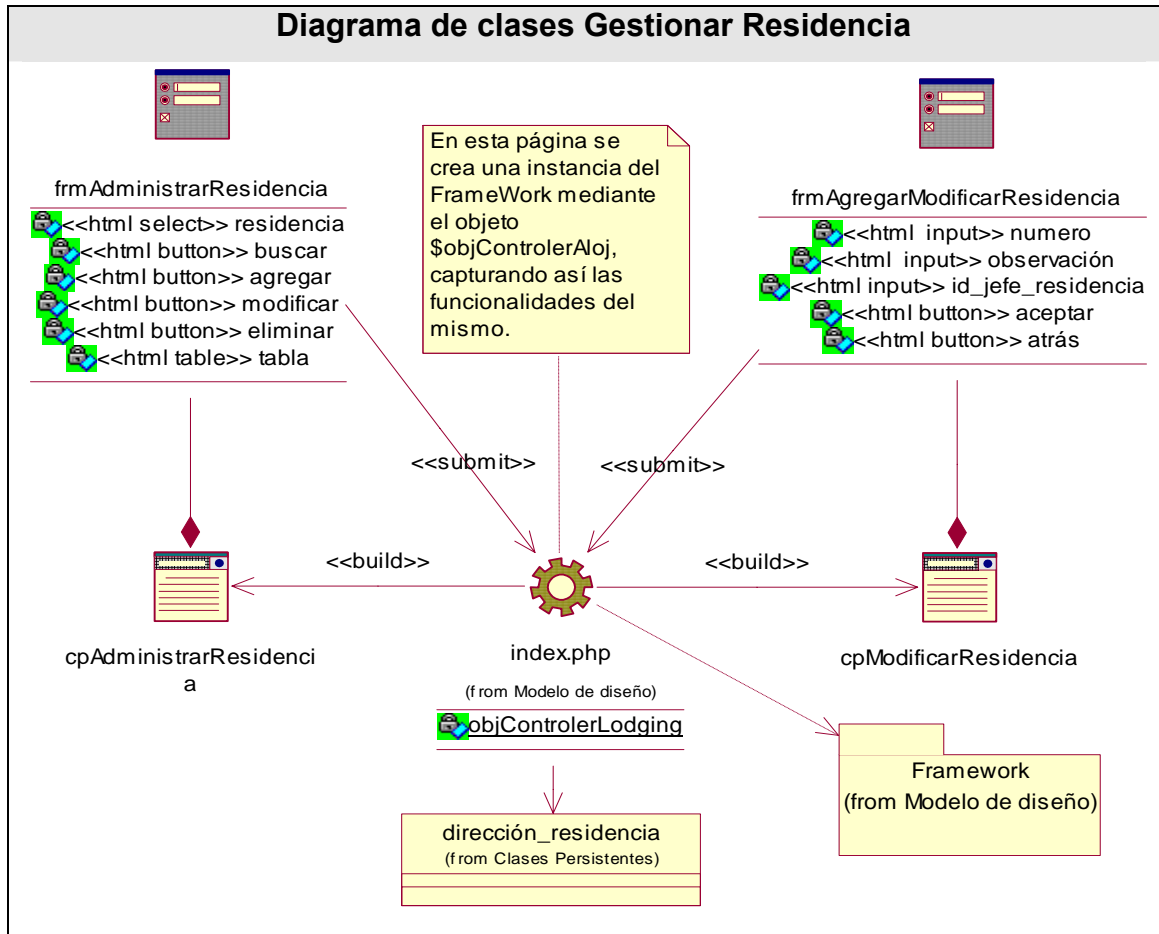 Diagrama de clases Gestionar Residencia
frmAdministrarResidencia
<<html select>> residencia
<<html button>> buscar
<<html button>> agregar
<<html button>> modificar
<<html button>> eliminar
<<html table>> tabla
En esta página se
crea una instancia del
FrameWork mediante
el objeto
$objControlerAloj,
capturando así las
funcionalidades del
mismo.
frmAgregarModificarResidencia
<<html input>> numero
<<html input>> observación
<<html input>> id_jefe_residencia
<<html button>> aceptar
<<html button>> atrás
<<submit>>
<<submit>>
<<build>>
<<build>>
cpAdministrarResidenci
a
index.php
(from Modelo de diseño)
objControlerLodging
cpModificarResidencia
Framework
(from Modelo de diseño)
dirección_residencia
(from Clases Persistentes)